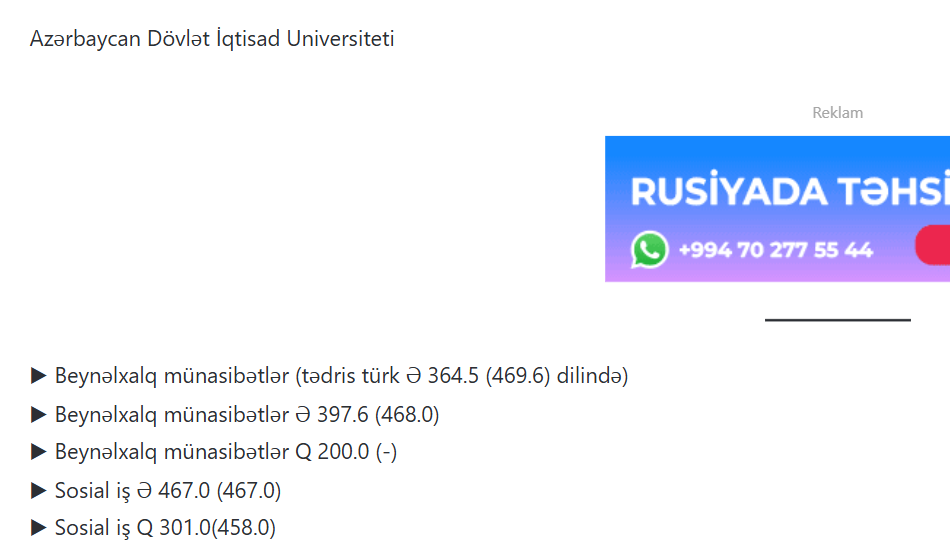 Azərbaycan Dövlət İqtisad Universiteti
Reklam
RUSİYADA TƏHSİ
+994 70 277 55 44
▶ Beynəlxalq münasibətlər (tədris türk Ə 364.5 (469.6) dilində)
▶ Beynəlxalq münasibətlər Ə 397.6 (468.0)
▶ Beynəlxalq münasibətlər Q 200.0 (-)
▶ Sosial iş Ə 467.0 (467.0)
▶ Sosial iş Q 301.0(458.0)